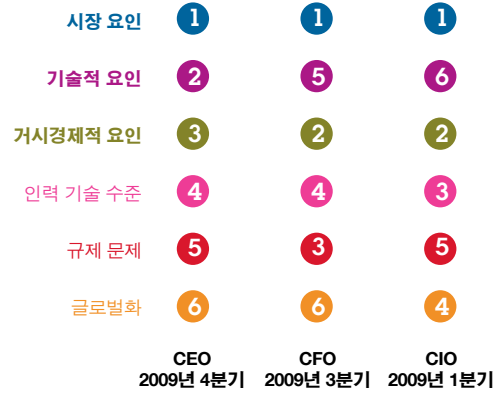 시장 요인 1 1 1
기술적 요인 2 5 6
거시경제적 요인 3 2 2
인력 기술 수준 4 4 3
규제 문제 5 3 5
글로벌화 6 6 4
CEO CFO CIO
2009년 4분기 2009년 3분기 2009년 1분기